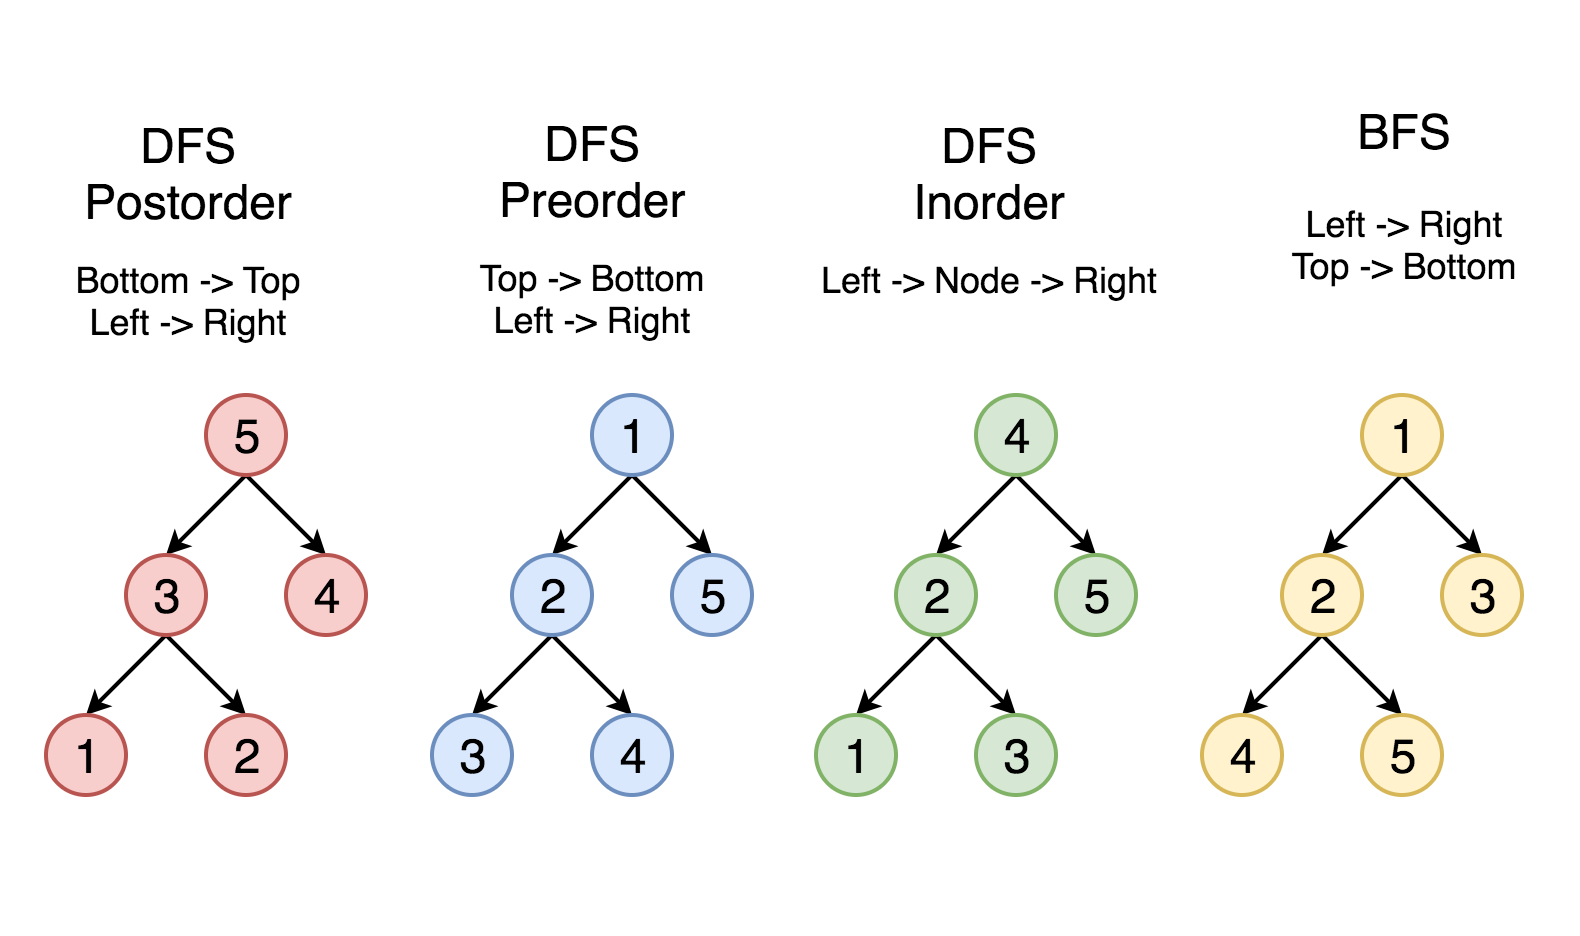 DFS
Postorder
Bottom -> Top
Left -> Right
5
3
4
1
2
DFS
Preorder
Top -> Bottom
Left -> Right
1
2
5
3
4
DFS
Inorder
Left -> Node -> Right
4
2
5
1
3
BFS
Left -> Right
Top -> Bottom
1
2
3
4
5